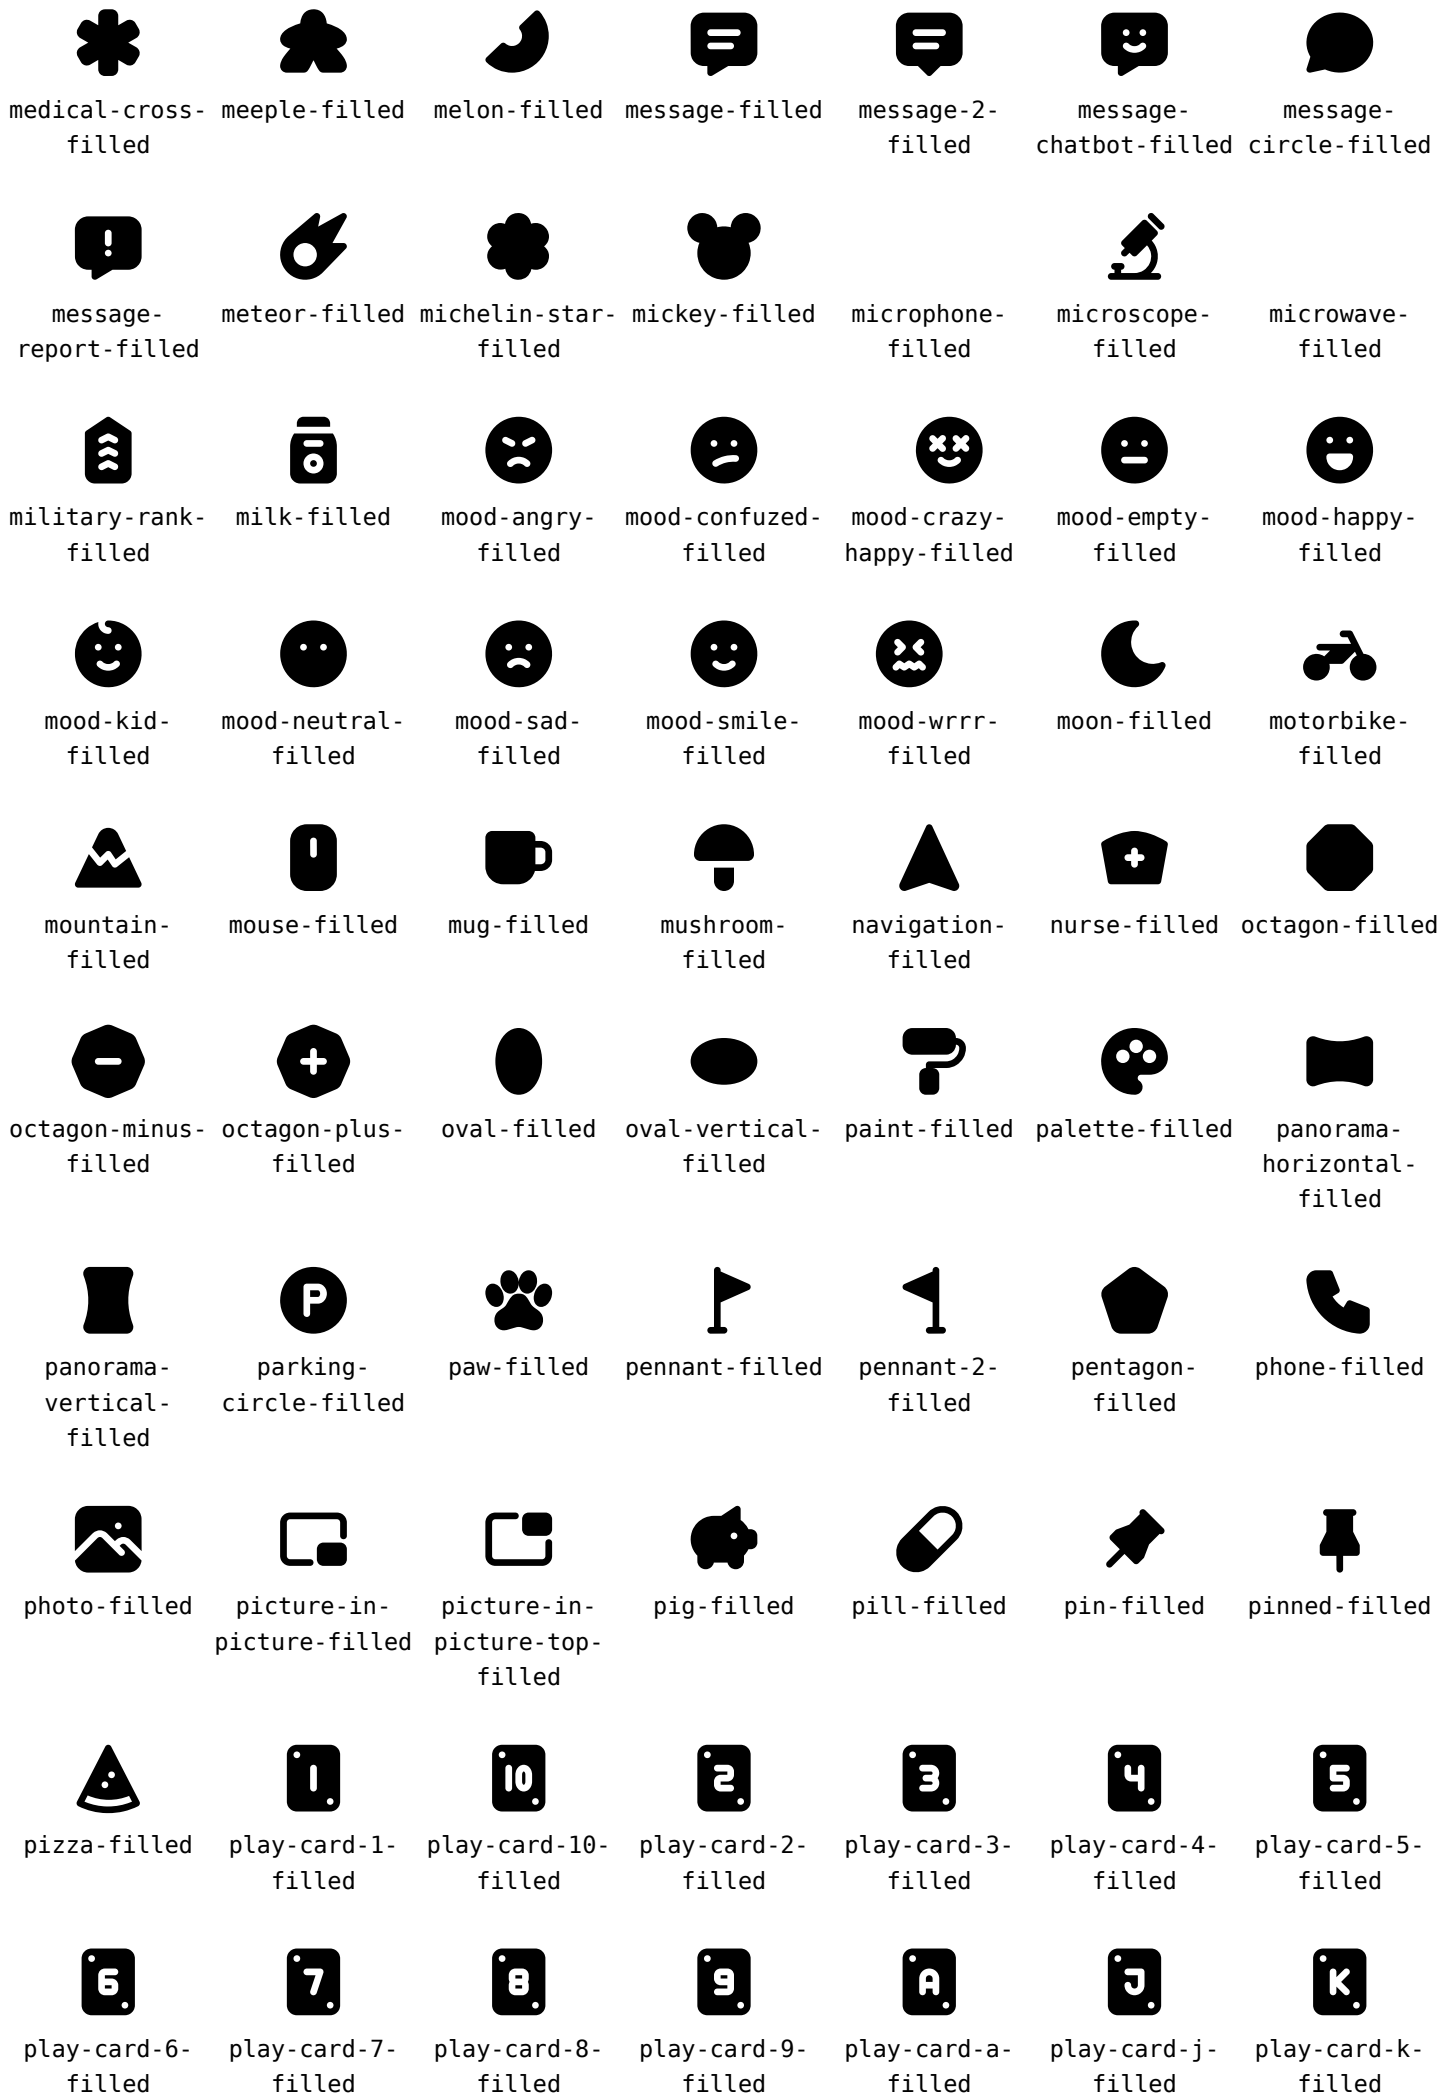 medical-cross- meeple-filled melon-filled message-filled message-2- message- message-
filled filled chatbot-filled circle-filled
message- meteor-filled michelin-star- mickey-filled microphone- microscope- microwave-
report-filled filled filled filled filled
military-rank- milk-filled mood-angry- mood-confuzed- mood-crazy- mood-empty- mood-happy-
filled filled filled happy-filled filled filled
mood-kid- mood-neutral- mood-sad- mood-smile- mood-wrrr- moon-filled motorbike-
filled filled filled filled filled filled
mountain- mouse-filled mug-filled mushroom- navigation- nurse-filled octagon-filled
filled filled filled
octagon-minus- octagon-plus- oval-filled oval-vertical- paint-filled palette-filled panorama-
filled filled filled horizontal-
filled
P
panorama- parking- paw-filled pennant-filled pennant-2- pentagon- phone-filled
vertical- circle-filled filled filled
filled
photo-filled picture-in- picture-in- pig-filled pill-filled pin-filled pinned-filled
picture-filled picture-top-
filled
1 10 2 3 4 5
pizza-filled play-card-1- play-card-10- play-card-2- play-card-3- play-card-4- play-card-5-
filled filled filled filled filled filled
6 7 8 9 A J K
play-card-6- play-card-7- play-card-8- play-card-9- play-card-a- play-card-j- play-card-k-
filled filled filled filled filled filled filled